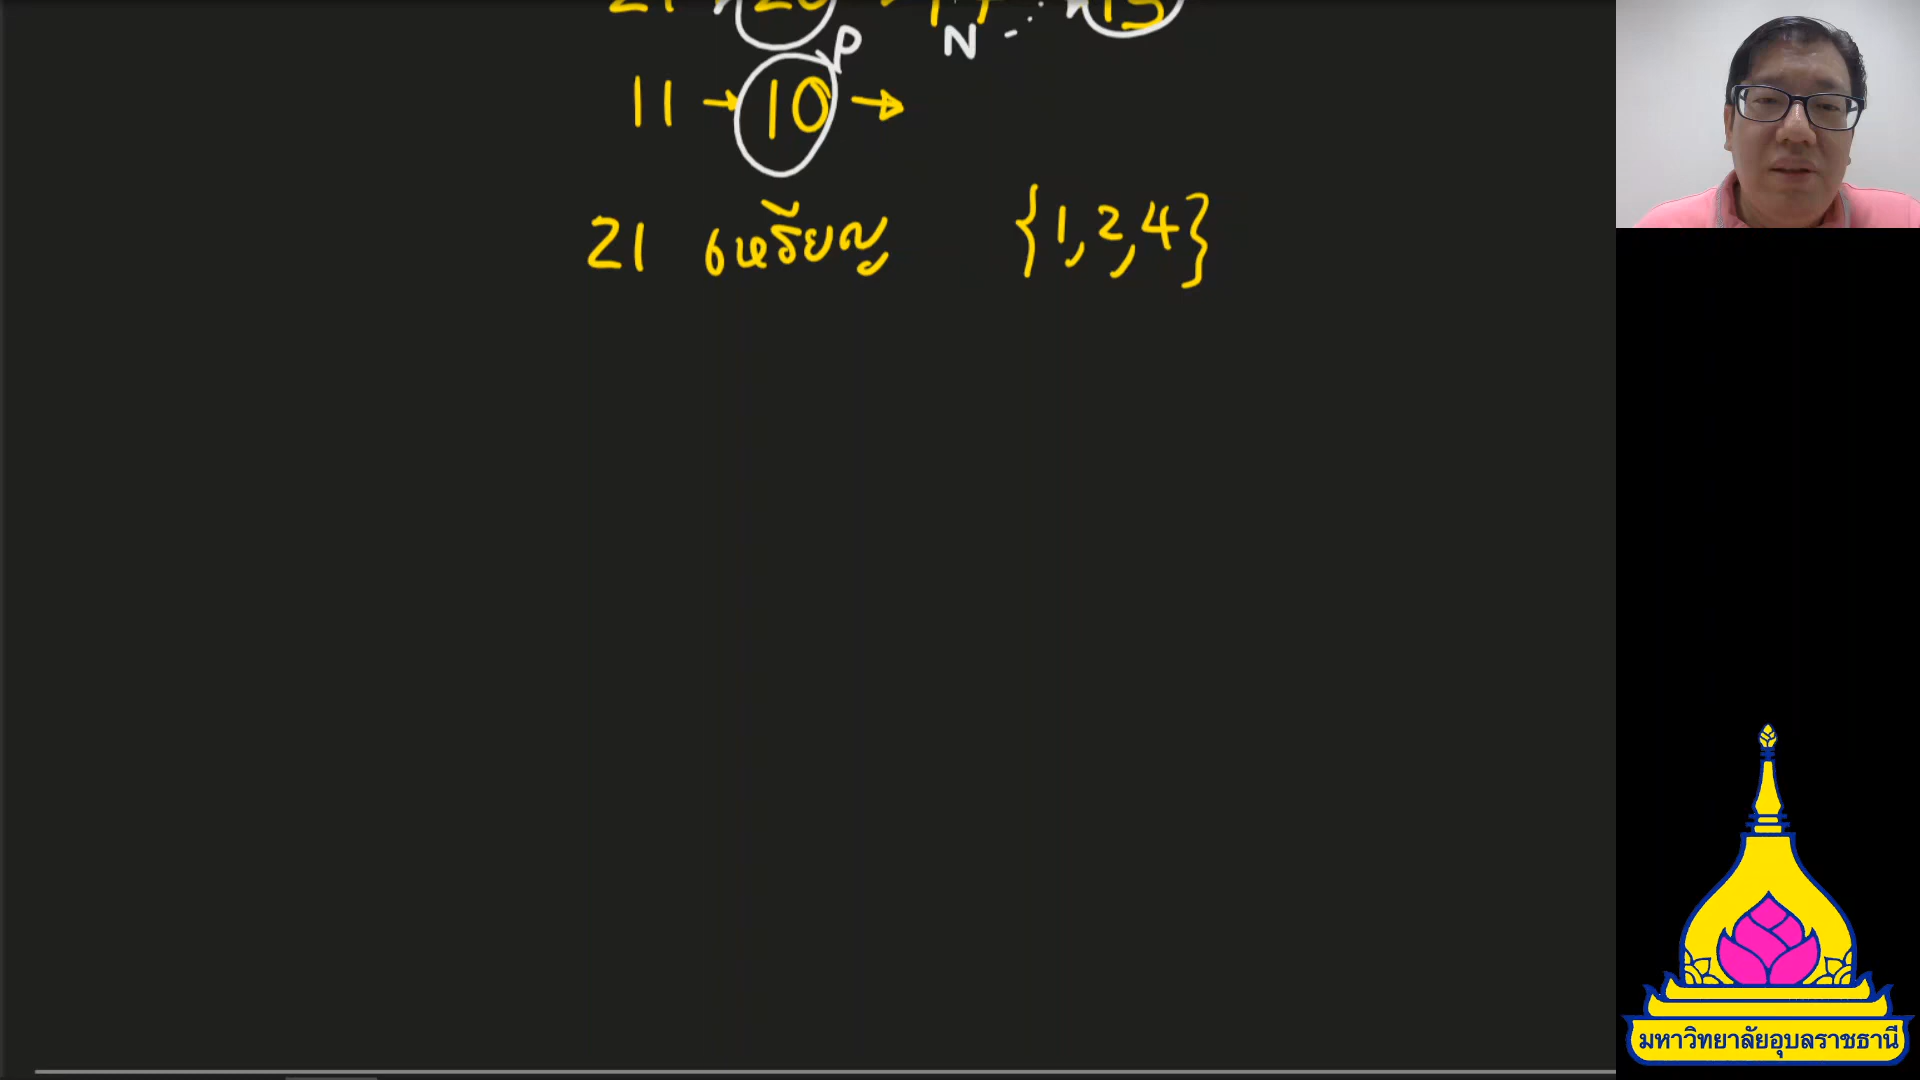 P N
11 → 10 →
21 เหรียญ {1,2,4}
มหาวิทยาลัยอุบลราชธานี